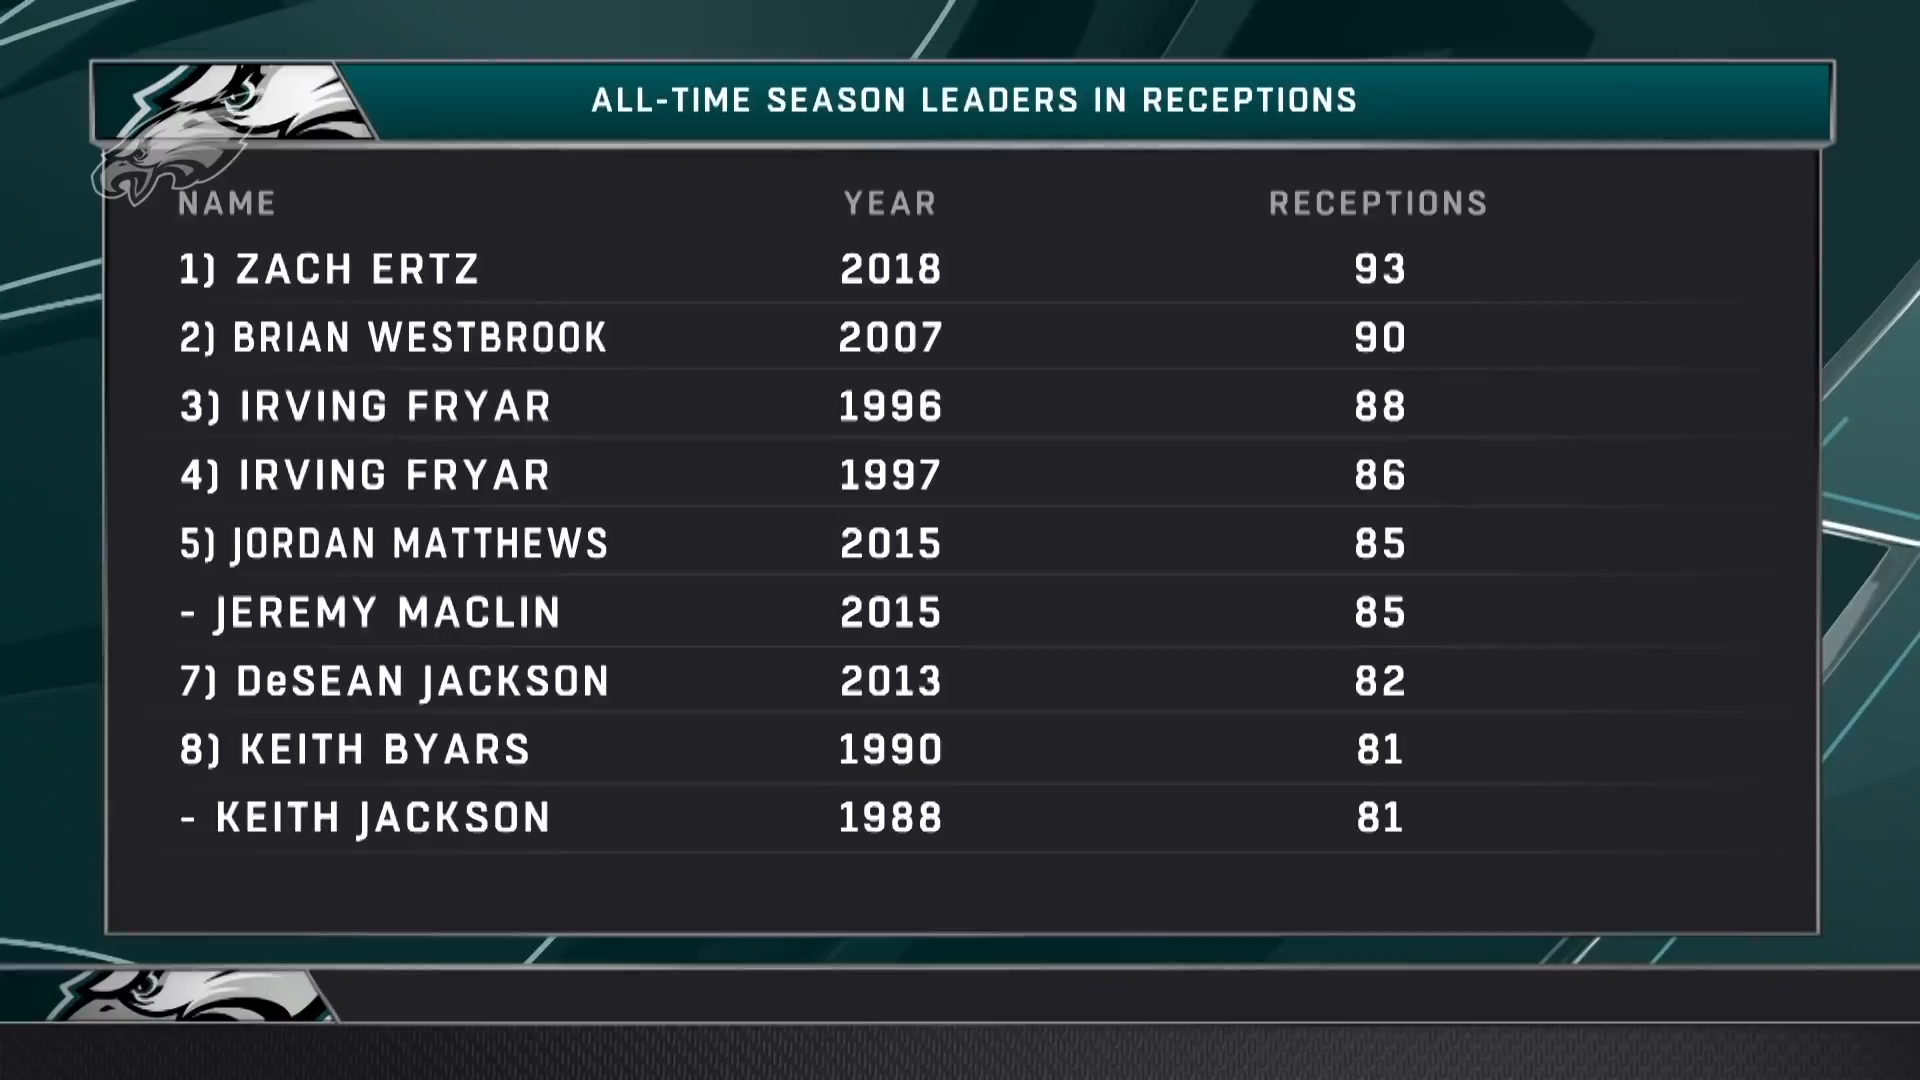 ALL-TIME SEASON LEADERS IN RECEPTIONS
NAME YEAR RECEPTIONS
1) ZACH ERTZ 2018 93
2) BRIAN WESTBROOK 2007 90
3) IRVING FRYAR 1996 88
4) IRVING FRYAR 1997 86
5) JORDAN MATTHEWS 2015 85
- JEREMY MACLIN 2015 85
7) DeSEAN JACKSON 2013 82
8) KEITH BYARS 1990 81
- KEITH JACKSON 1988 81